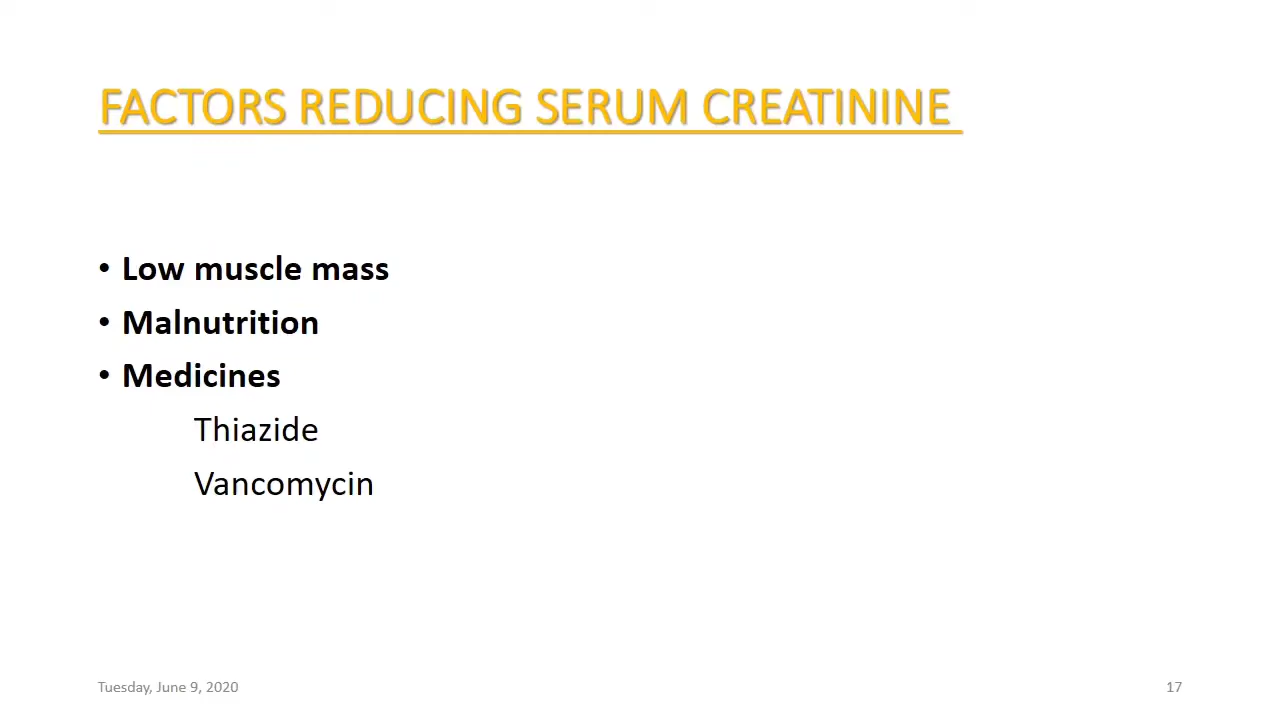 FACTORS REDUCING SERUM CREATININE
• Low muscle mass
• Malnutrition
• Medicines
Thiazide
Vancomycin
Tuesday, June 9, 2020
17